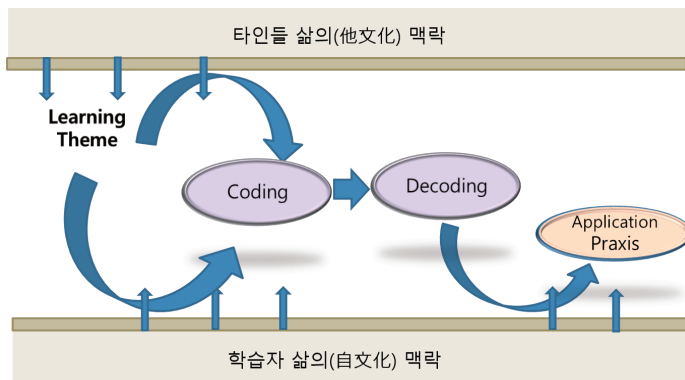 타인들 삶의(他文化) 맥락
Learning
Theme
Coding
Decoding
Application
Praxis
학습자 삶의(自文化) 맥락